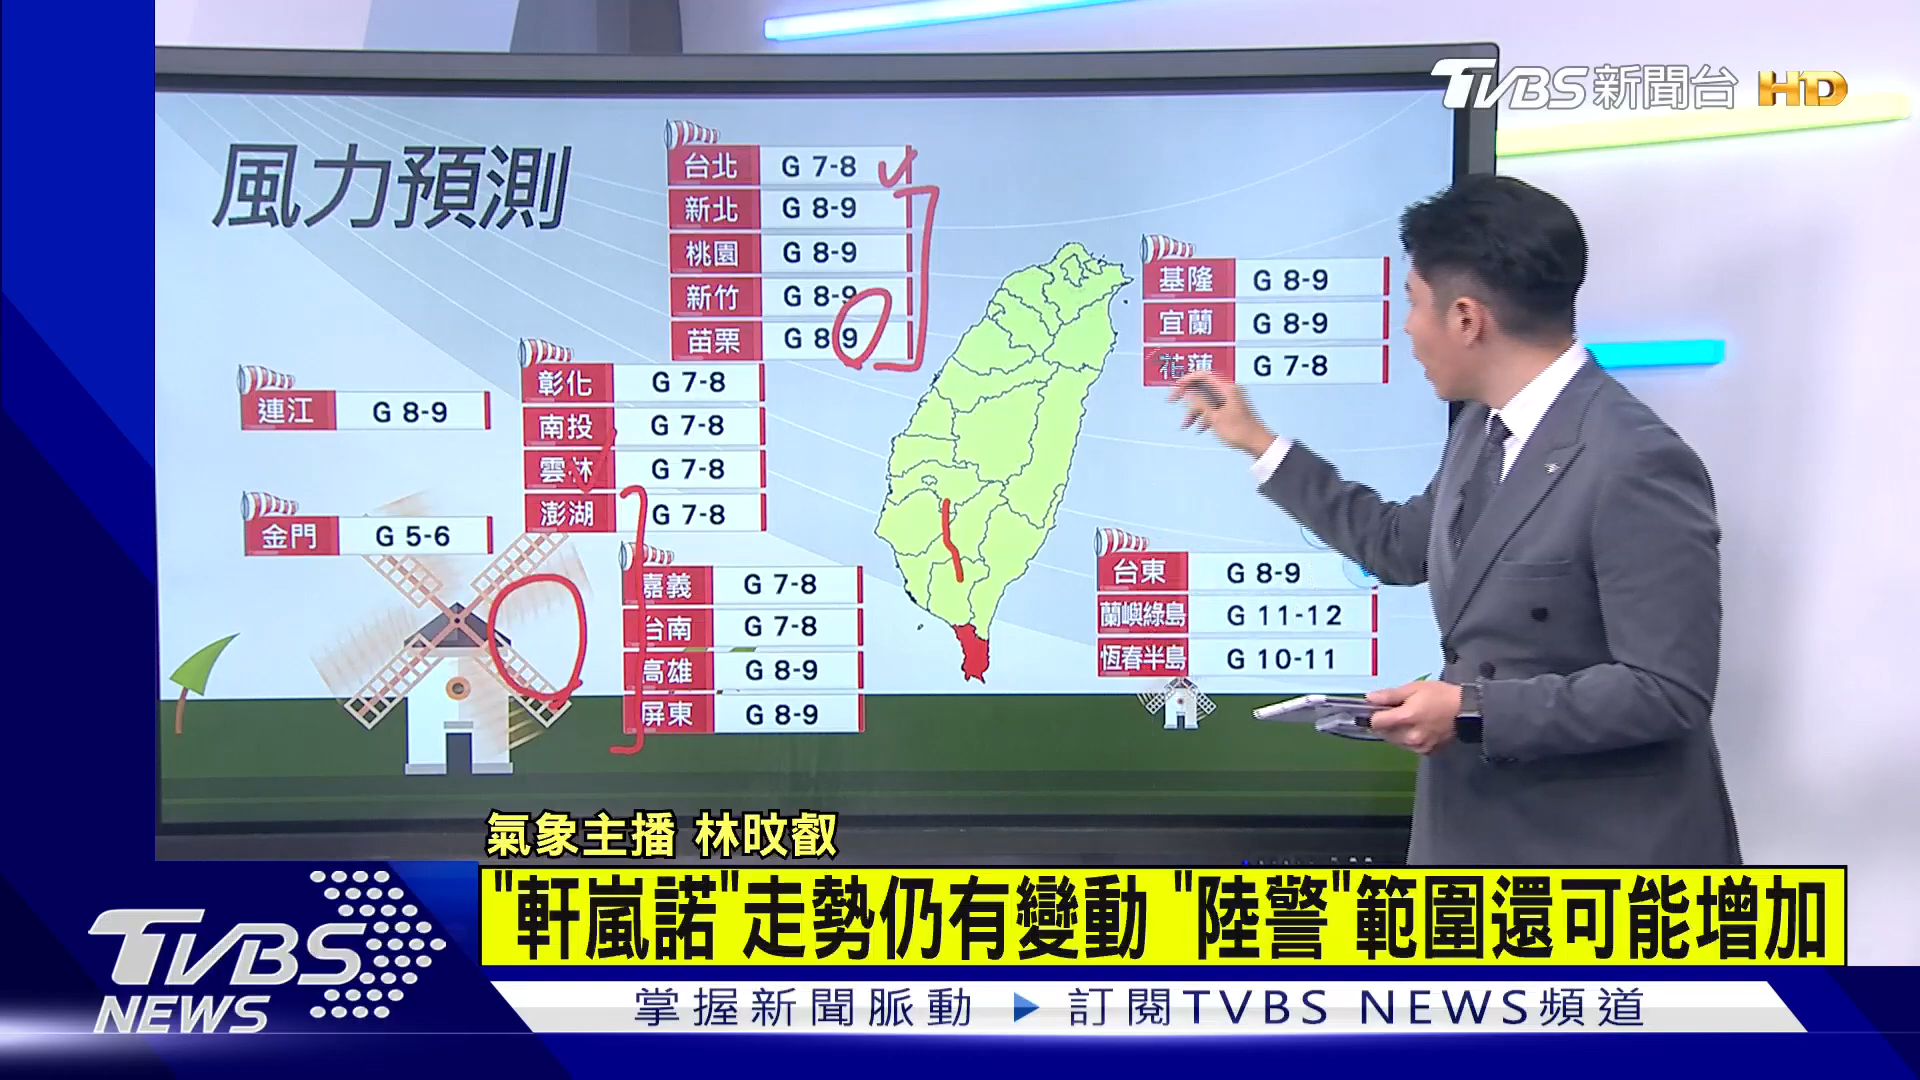 TVBS新聞台 HD
風力預測
台北 G 7-8
新北 G 8-9
桃園 G 8-9
新竹 G 8-9
苗栗 G 8-9
基隆 G 8-9
宜蘭 G 8-9
花蓮 G 7-8
連江 G 8-9
彰化 G 7-8
南投 G 7-8
雲林 G 7-8
澎湖 G 7-8
金門 G 5-6
嘉義 G 7-8
台南 G 7-8
高雄 G 8-9
屏東 G 8-9
台東 G 8-9
蘭嶼綠島 G 11-12
恆春半島 G 10-11
氣象主播 林旼叡
"軒嵐諾"走勢仍有變動 "陸警"範圍還可能增加
TVBS
NEWS
掌握新聞脈動 ▶ 訂閱TVBS NEWS頻道